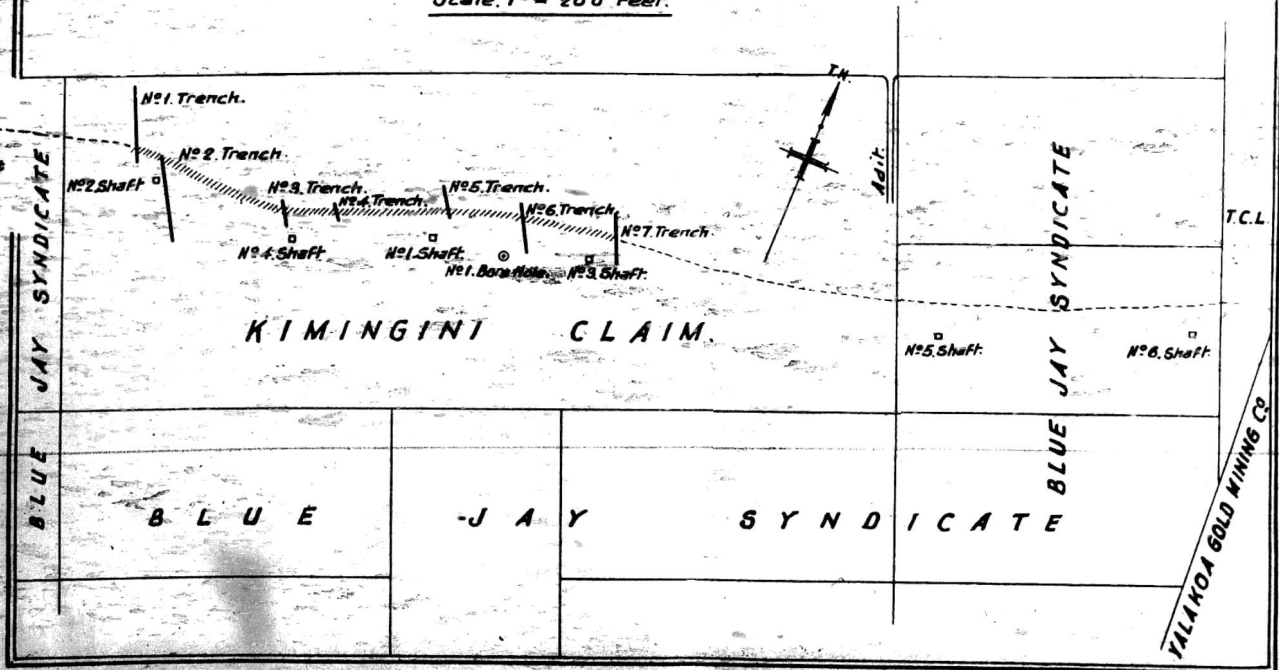 Scale. 1" = 200 Feet.
T.N.
Nº1. Trench.
Nº2. Trench.
Nº2. Shaft
Nº3. Trench.
Nº4. Trench.
Nº5. Trench.
Nº6. Trench
Nº7. Trench
Nº4. Shaft
Nº1. Shaft.
Nº1. Bore Hole.
Nº3. Shaft.
Adit.
T.C.L.
KIMINGINI CLAIM.
Nº5. Shaft.
Nº6. Shaft.
BLUE JAY SYNDICATE
BLUE JAY SYNDICATE
BLUE -JAY SYNDICATE
YALAKOA GOLD MINING Cº